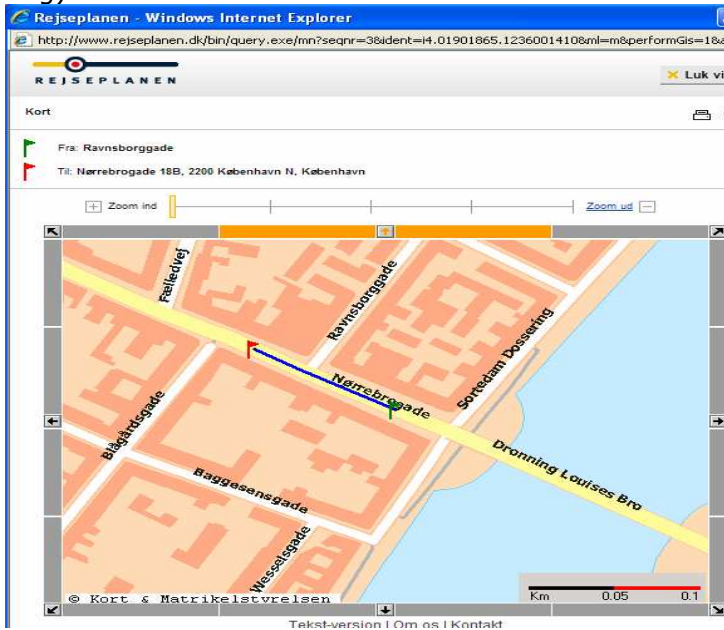 Rejseplanen - Windows Internet Explorer
http://www.rejseplanen.dk/bin/query.exe/mn?seqnr=3&ident=i4.01901865.1236001410&ml=m&performGis=1&
REJSEPLANEN
Luk vi
Kort
Fra: Ravnsborggade
Til: Nørrebrogade 18B, 2200 København N, København
Zoom ind
Zoom ud
Fælledvej
Ravnsborggade
Sortedam Dossering
Nørrebrogade
Blågårdsgade
Dronning Louises Bro
Baggesensgade
Wesselsgade
© Kort & Matrikelstyrelsen
Km 0.05 0.1
Tekst-version | Om os | Kontakt